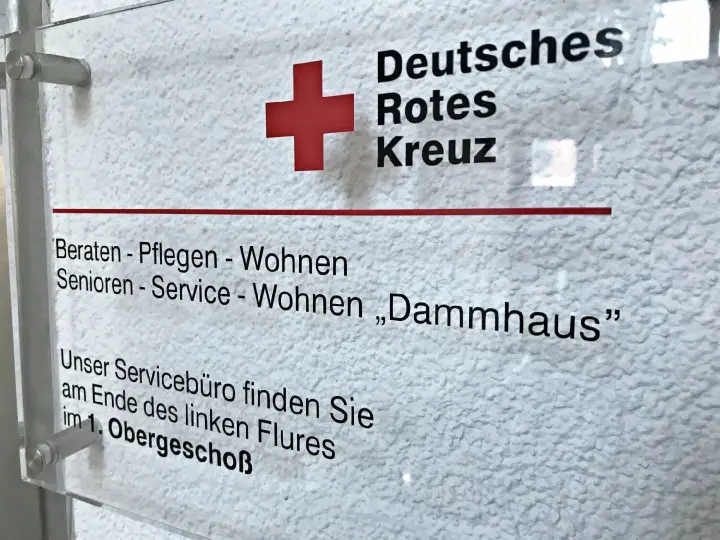 Deutsches
Rotes
Kreuz
Beraten - Pflegen - Wohnen
Senioren - Service - Wohnen „Dammhaus”
Unser Servicebüro finden Sie
am Ende des linken Flures
im 1. Obergeschoß